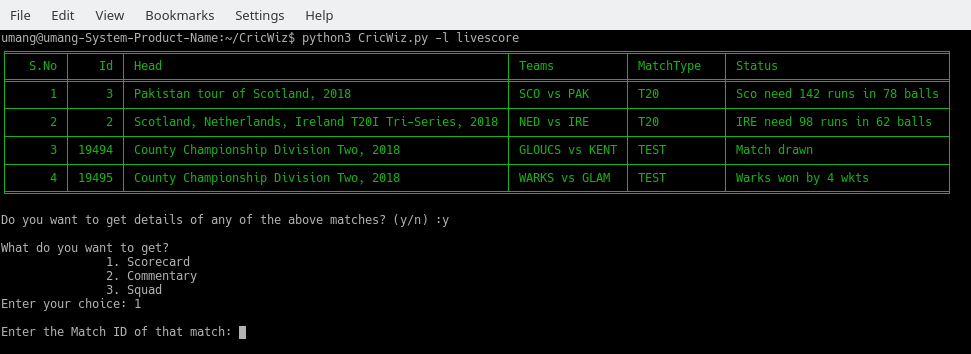 File Edit View Bookmarks Settings Help
umang@umang-System-Product-Name:~/CricWiz$ python3 CricWiz.py -l livescore
S.No Id Head Teams MatchType Status
1 3 Pakistan tour of Scotland, 2018 SCO vs PAK T20 Sco need 142 runs in 78 balls
2 2 Scotland, Netherlands, Ireland T20I Tri-Series, 2018 NED vs IRE T20 IRE need 98 runs in 62 balls
3 19494 County Championship Division Two, 2018 GLOUCS vs KENT TEST Match drawn
4 19495 County Championship Division Two, 2018 WARKS vs GLAM TEST Warks won by 4 wkts
Do you want to get details of any of the above matches? (y/n) :y
What do you want to get?
1. Scorecard
2. Commentary
3. Squad
Enter your choice: 1
Enter the Match ID of that match: